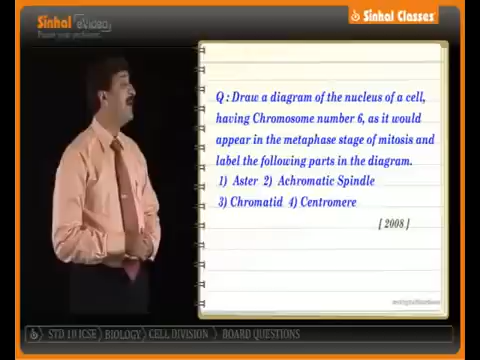 Sinhal eVideo
Sinhal Classes
Q : Draw a diagram of the nucleus of a cell,
having Chromosome number 6, as it would
appear in the metaphase stage of mitosis and
label the following parts in the diagram.
1) Aster 2) Achromatic Spindle
3) Chromatid 4) Centromere
[ 2008 ]
STD 10 ICSE BIOLOGY CELL DIVISION BOARD QUESTIONS